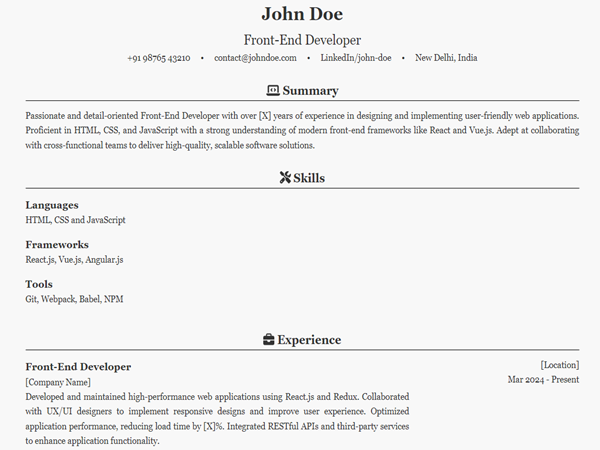 John Doe
Front-End Developer
+91 98765 43210 • contact@johndoe.com • LinkedIn/john-doe • New Delhi, India
Summary
Passionate and detail-oriented Front-End Developer with over [X] years of experience in designing and implementing user-friendly web applications.
Proficient in HTML, CSS, and JavaScript with a strong understanding of modern front-end frameworks like React and Vue.js. Adept at collaborating
with cross-functional teams to deliver high-quality, scalable software solutions.
Skills
Languages
HTML, CSS and JavaScript
Frameworks
React.js, Vue.js, Angular.js
Tools
Git, Webpack, Babel, NPM
Experience
Front-End Developer [Location]
[Company Name] Mar 2024 - Present
Developed and maintained high-performance web applications using React.js and Redux. Collaborated
with UX/UI designers to implement responsive designs and improve user experience. Optimized
application performance, reducing load time by [X]%. Integrated RESTful APIs and third-party services
to enhance application functionality.